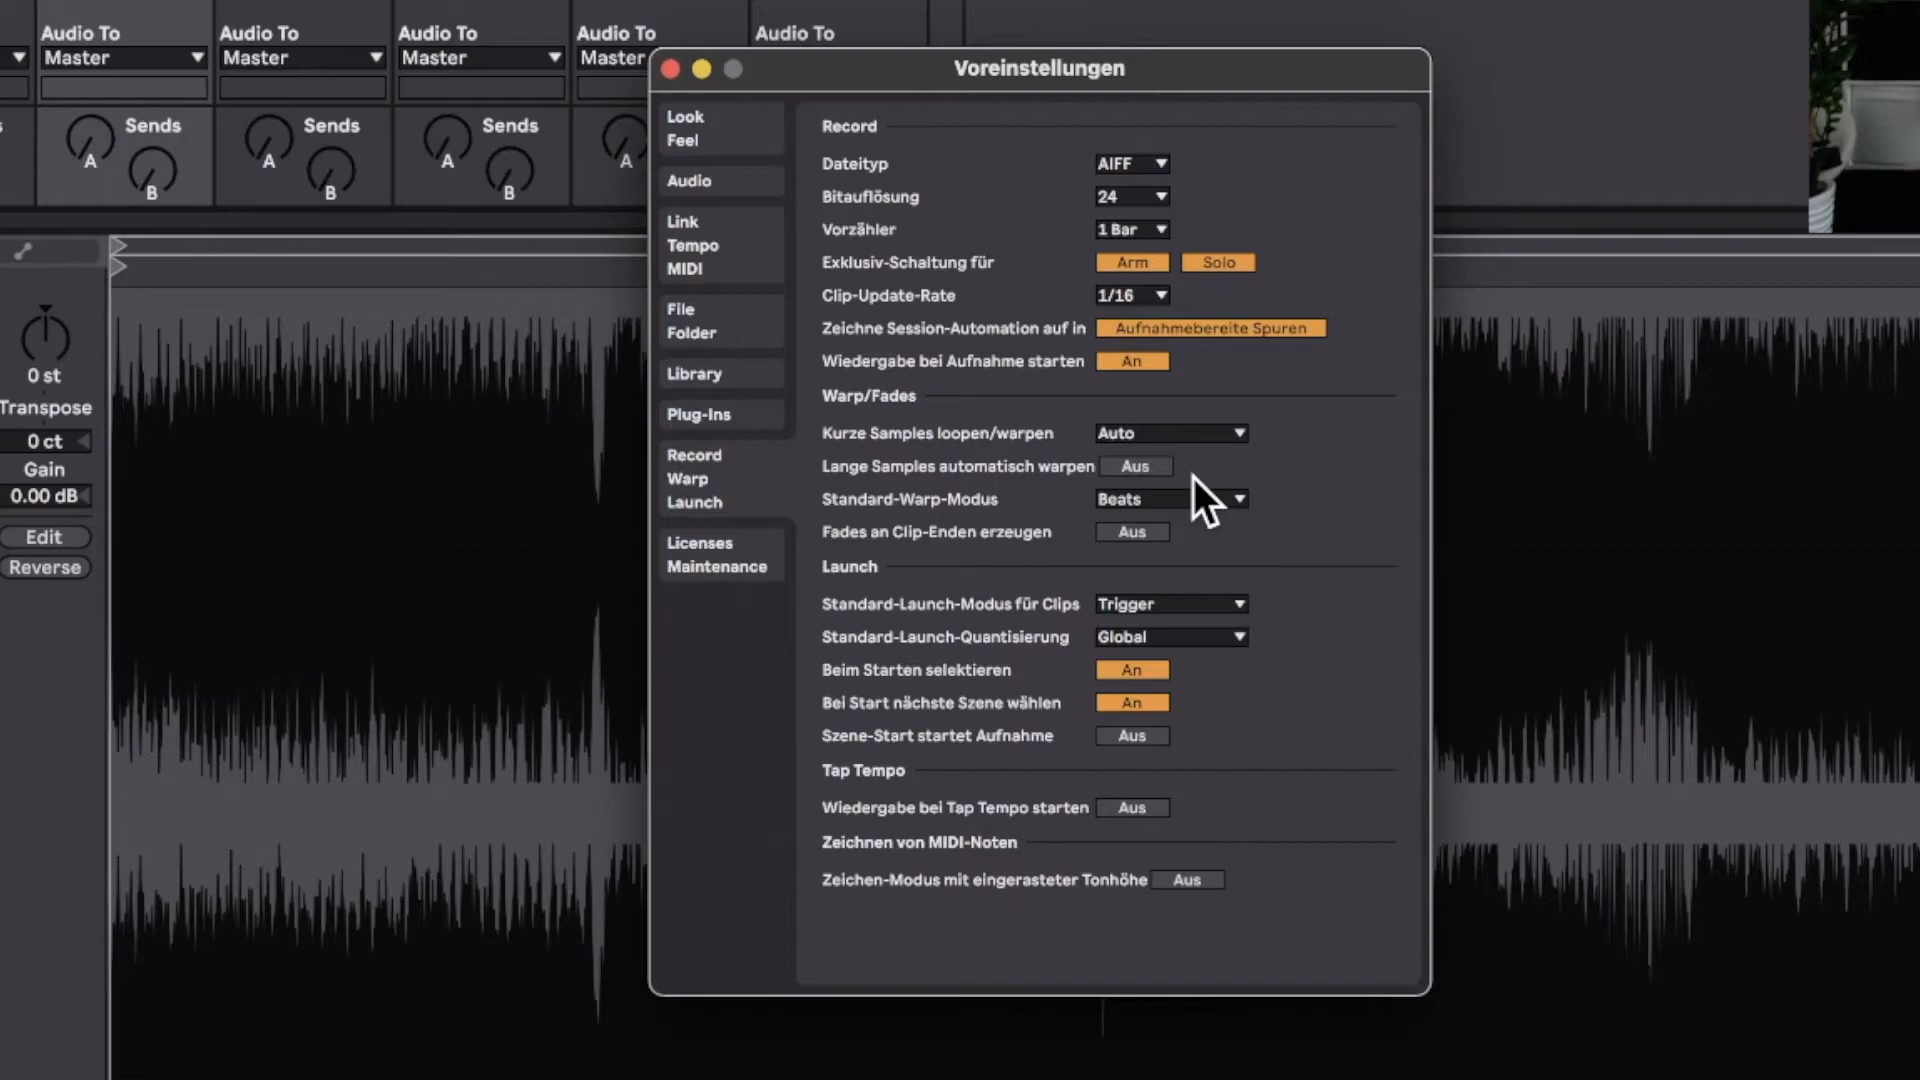 Audio To
Audio To
Audio To
Audio To
Audio To
Master
Master
Master
Master
Sends
Sends
Sends
A
A
A
A
B
B
B
0 st
Transpose
0 ct
Gain
0.00 dB
Edit
Reverse
Voreinstellungen
Look
Feel
Audio
Link
Tempo
MIDI
File
Folder
Library
Plug-Ins
Record
Warp
Launch
Licenses
Maintenance
Record
Dateityp AIFF
Bitauflösung 24
Vorzähler 1 Bar
Exklusiv-Schaltung für Arm Solo
Clip-Update-Rate 1/16
Zeichne Session-Automation auf in Aufnahmebereite Spuren
Wiedergabe bei Aufnahme starten An
Warp/Fades
Kurze Samples loopen/warpen Auto
Lange Samples automatisch warpen Aus
Standard-Warp-Modus Beats
Fades an Clip-Enden erzeugen Aus
Launch
Standard-Launch-Modus für Clips Trigger
Standard-Launch-Quantisierung Global
Beim Starten selektieren An
Bei Start nächste Szene wählen An
Szene-Start startet Aufnahme Aus
Tap Tempo
Wiedergabe bei Tap Tempo starten Aus
Zeichnen von MIDI-Noten
Zeichen-Modus mit eingerasteter Tonhöhe Aus